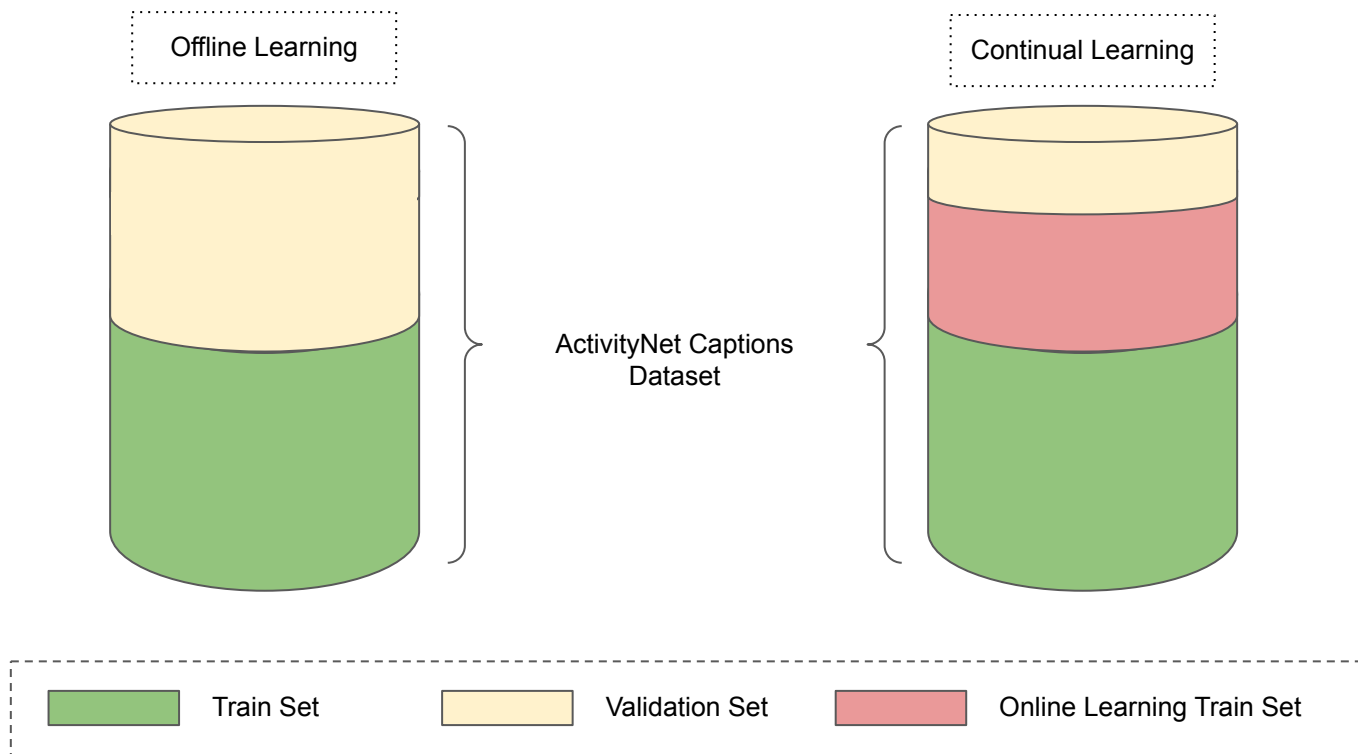 Offline Learning
Continual Learning
ActivityNet Captions
Dataset
Train Set
Validation Set
Online Learning Train Set